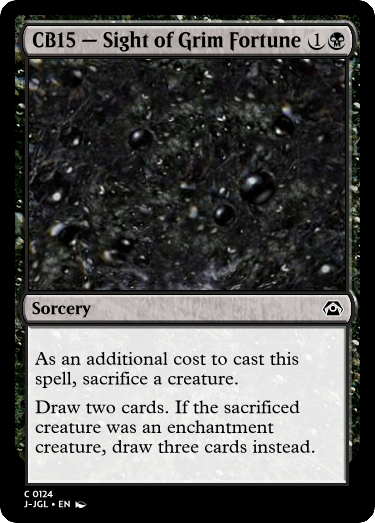 CB15 — Sight of Grim Fortune 1
Sorcery
As an additional cost to cast this
spell, sacrifice a creature.
Draw two cards. If the sacrificed
creature was an enchantment
creature, draw three cards instead.
C 0124
J-JGL • EN